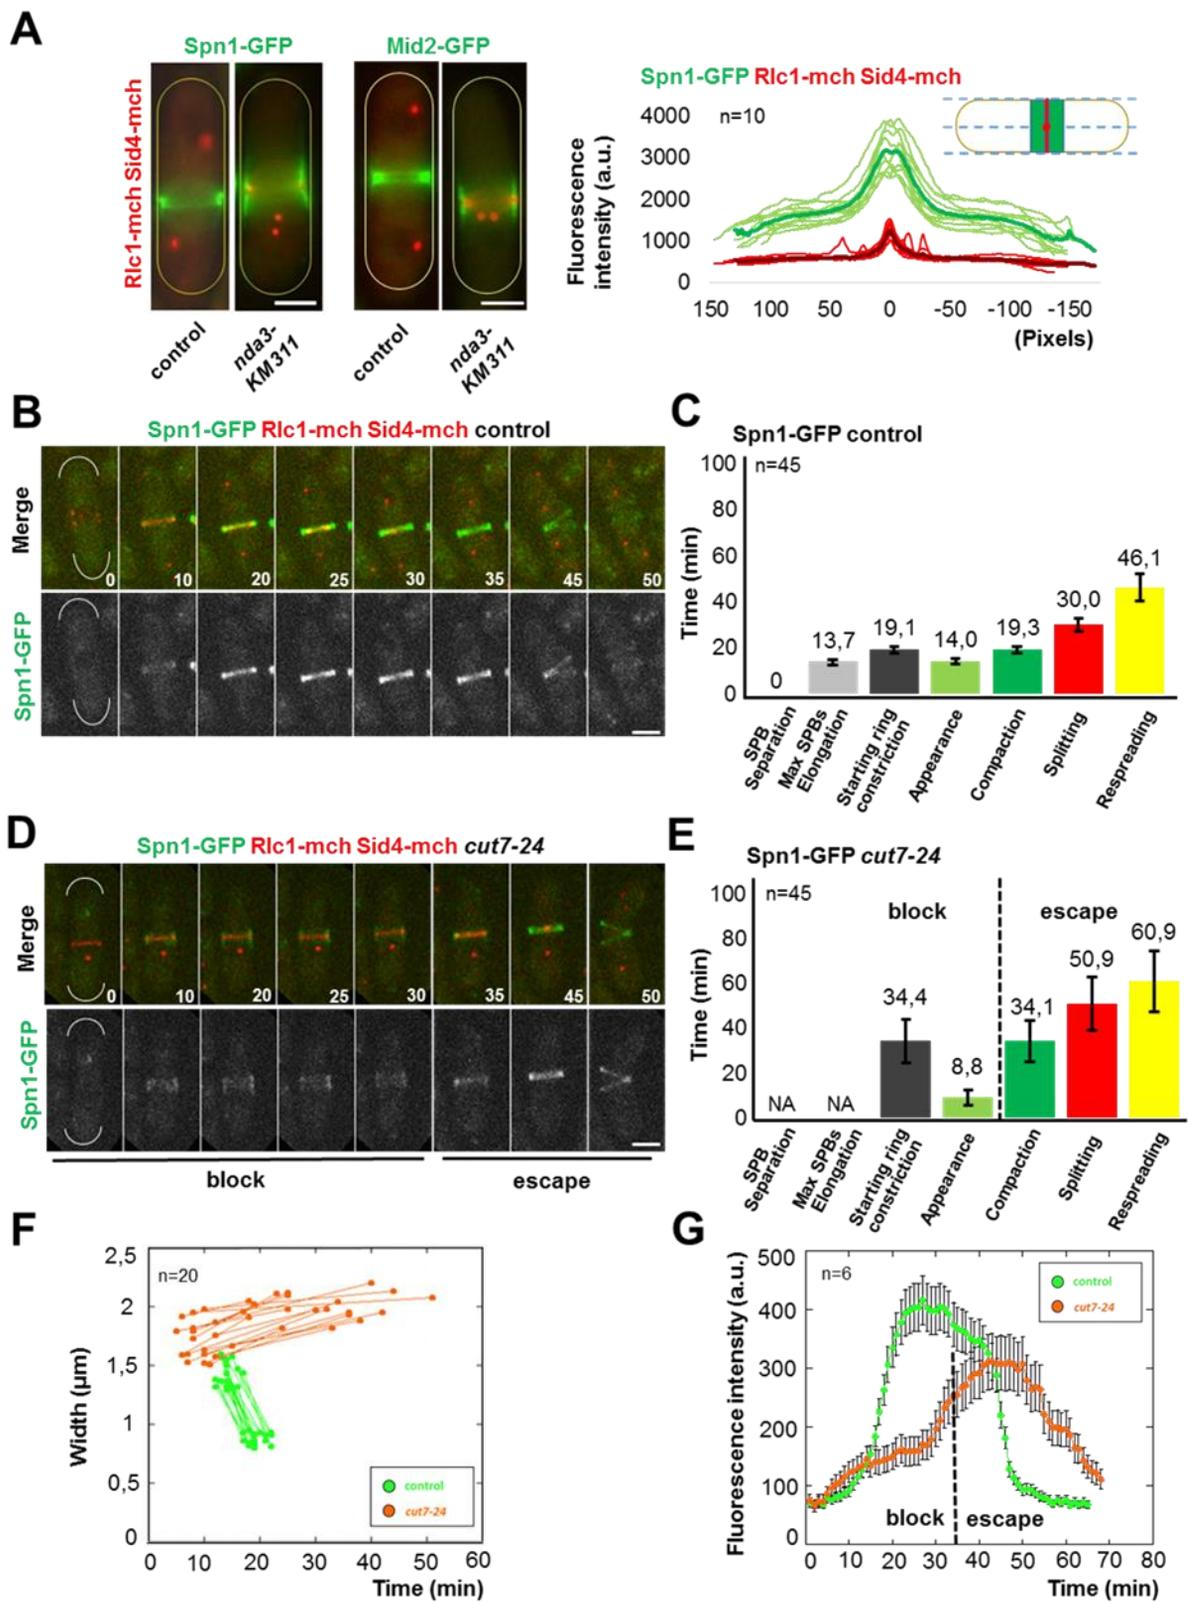 A
Spn1-GFP
Mid2-GFP
Rlc1-mch Sid4-mch
control
nda3-
KM311
control
nda3-
KM311
Spn1-GFP Rlc1-mch Sid4-mch
Fluorescence
intensity (a.u.)
n=10
4000
3000
2000
1000
0
150 100 50 0 -50 -100 -150
(Pixels)
B
Spn1-GFP Rlc1-mch Sid4-mch control
Merge
0 10 20 25 30 35 45 50
Spn1-GFP
C
Spn1-GFP control
n=45
Time (min)
100
80
60
40
20
0
0
13,7
19,1
14,0
19,3
30,0
46,1
SPB
Separation
Max SPBs
Elongation
Starting ring
constriction
Appearance
Compaction
Splitting
Respreading
D
Spn1-GFP Rlc1-mch Sid4-mch cut7-24
Merge
0 10 20 25 30 35 45 50
Spn1-GFP
block
escape
E
Spn1-GFP cut7-24
n=45
block
escape
Time (min)
100
80
60
40
20
0
NA
NA
34,4
8,8
34,1
50,9
60,9
SPB
Separation
Max SPBs
Elongation
Starting ring
constriction
Appearance
Compaction
Splitting
Respreading
F
n=20
Width (µm)
2,5
2
1,5
1
0,5
0
0 10 20 30 40 50 60
Time (min)
control
cut7-24
G
n=6
Fluorescence intensity (a.u.)
500
400
300
200
100
0
0 10 20 30 40 50 60 70 80
Time (min)
control
cut7-24
block
escape